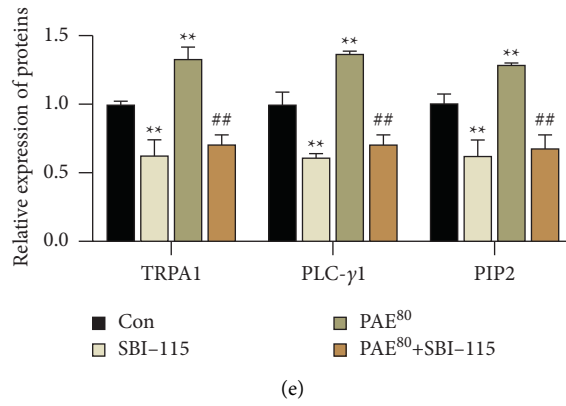 Relative expression of proteins
1.5
1.0
0.5
0.0
**
**
##
**
**
##
**
**
##
TRPA1
PLC-γ1
PIP2
Con
PAE⁸⁰
SBI–115
PAE⁸⁰+SBI–115
(e)